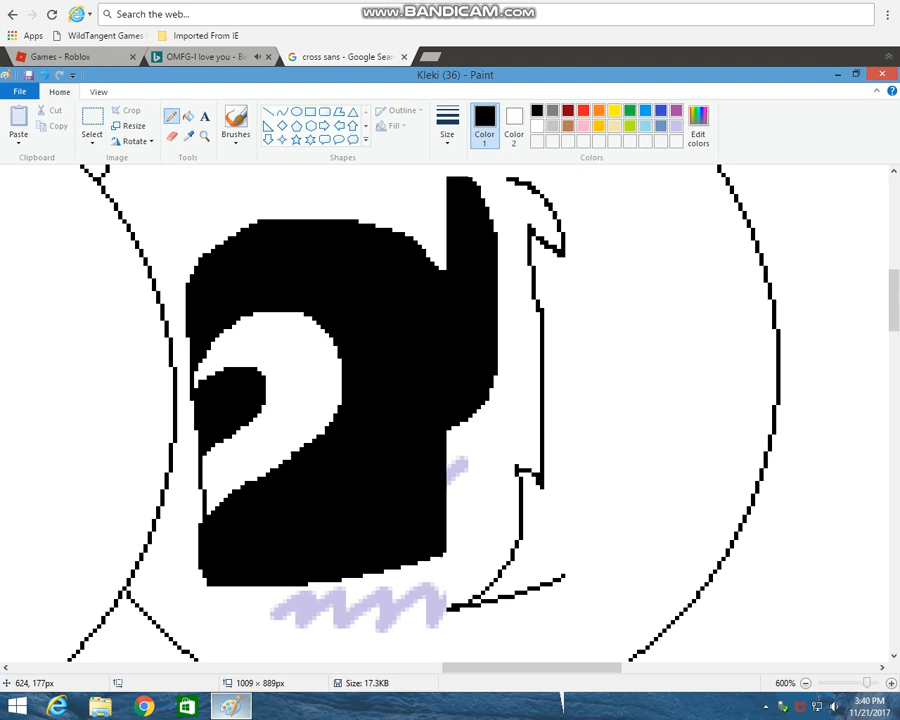 www.BANDICAM.com
Search the web...
Apps
WildTangent Games
Imported From IE
Games - Roblox
OMFG-I love you - Bi
cross sans - Google Sear
Kleki (36) - Paint
File
Home
View
Paste
Cut
Copy
Clipboard
Select
Crop
Resize
Rotate
Image
A
Tools
Brushes
Outline
Fill
Shapes
Size
Color 1
Color 2
Edit colors
Colors
624, 177px
1009 × 889px
Size: 17.3KB
600%
3:40 PM
11/21/2017